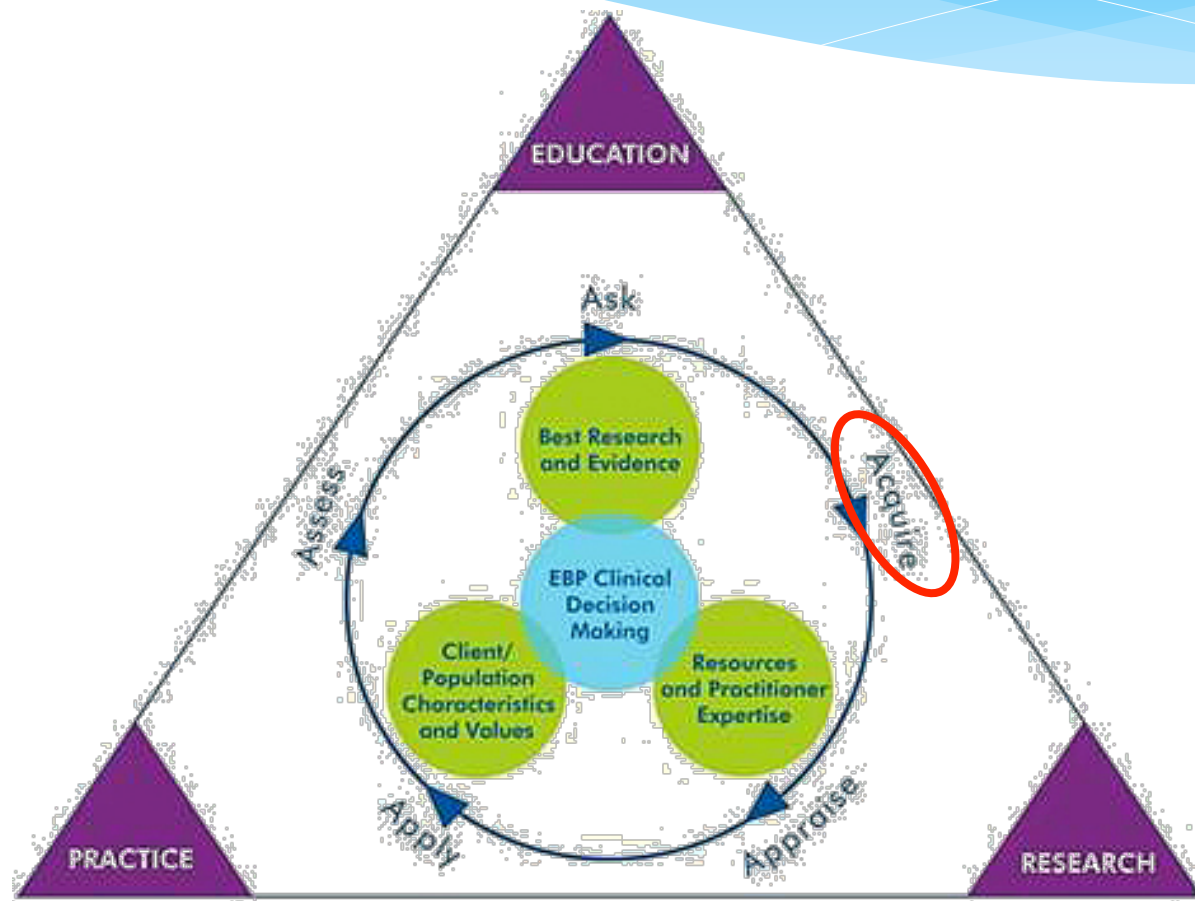 EDUCATION
Ask
Best Research
and Evidence
Acquire
Assess
EBP Clinical
Decision
Making
Client/
Population
Characteristics
and Values
Resources
and Practitioner
Expertise
Apply
Appraise
PRACTICE
RESEARCH